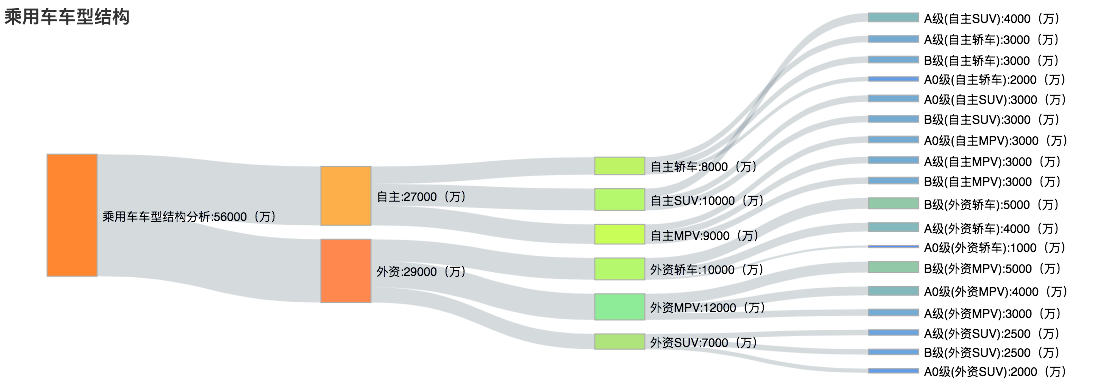 乘用车车型结构
乘用车车型结构分析:56000（万）
自主:27000（万）
外资:29000（万）
自主轿车:8000（万）
自主SUV:10000（万）
自主MPV:9000（万）
外资轿车:10000（万）
外资MPV:12000（万）
外资SUV:7000（万）
A级(自主SUV):4000（万）
A级(自主轿车):3000（万）
B级(自主轿车):3000（万）
A0级(自主轿车):2000（万）
A0级(自主SUV):3000（万）
B级(自主SUV):3000（万）
A0级(自主MPV):3000（万）
A级(自主MPV):3000（万）
B级(自主MPV):3000（万）
B级(外资轿车):5000（万）
A级(外资轿车):4000（万）
A0级(外资轿车):1000（万）
B级(外资MPV):5000（万）
A0级(外资MPV):4000（万）
A级(外资MPV):3000（万）
A级(外资SUV):2500（万）
B级(外资SUV):2500（万）
A0级(外资SUV):2000（万）